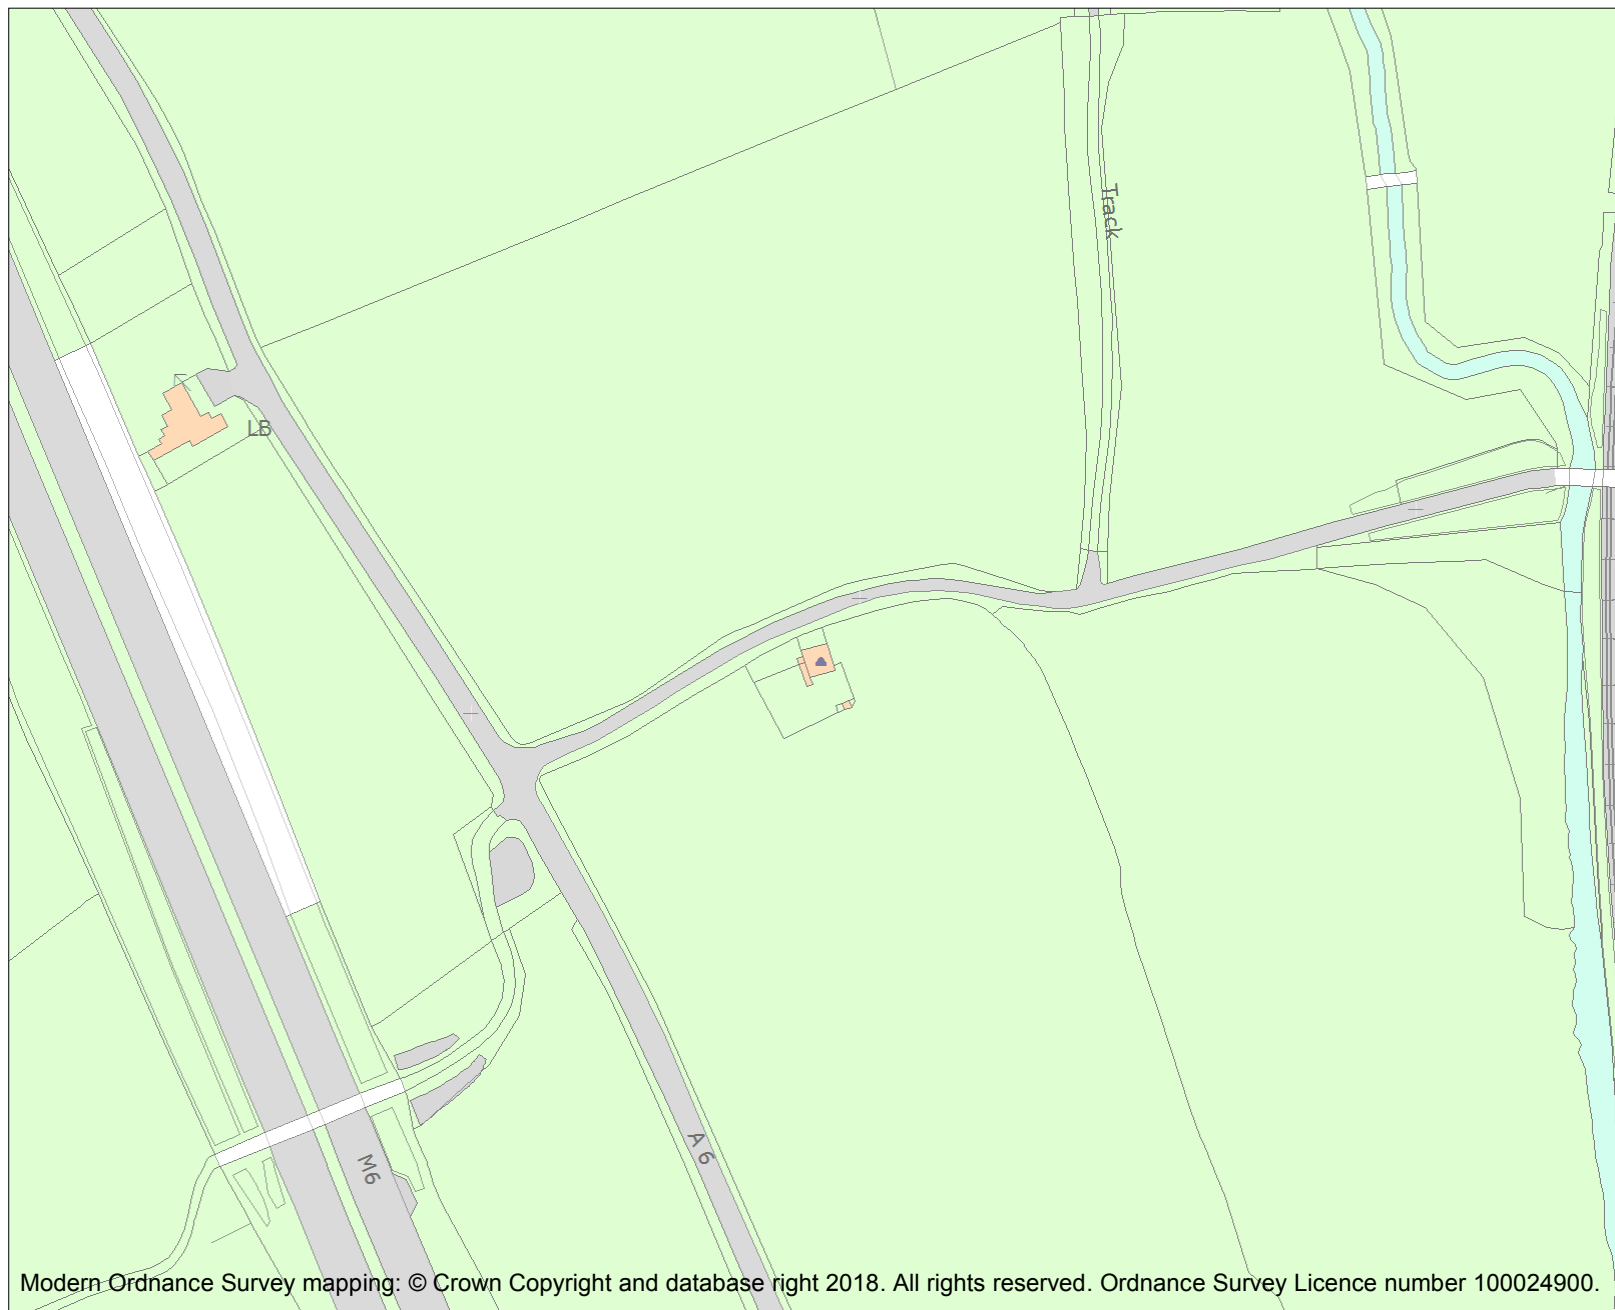 Track
LB
A 6
M6
Modern Ordnance Survey mapping: © Crown Copyright and database right 2018. All rights reserved. Ordnance Survey Licence number 100024900.